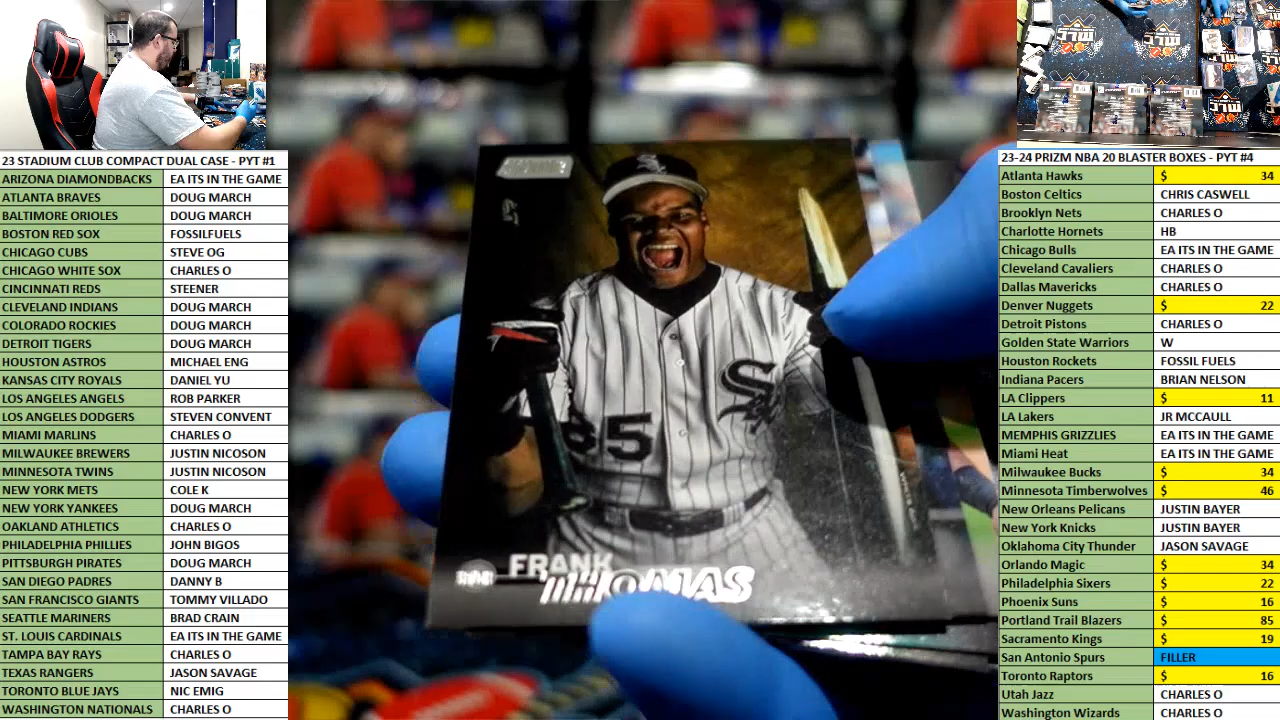 23 STADIUM CLUB COMPACT DUAL CASE - PYT #1
ARIZONA DIAMONDBACKS EA ITS IN THE GAME
ATLANTA BRAVES DOUG MARCH
BALTIMORE ORIOLES DOUG MARCH
BOSTON RED SOX FOSSILFUELS
CHICAGO CUBS STEVE OG
CHICAGO WHITE SOX CHARLES O
CINCINNATI REDS STEENER
CLEVELAND INDIANS DOUG MARCH
COLORADO ROCKIES DOUG MARCH
DETROIT TIGERS DOUG MARCH
HOUSTON ASTROS MICHAEL ENG
KANSAS CITY ROYALS DANIEL YU
LOS ANGELES ANGELS ROB PARKER
LOS ANGELES DODGERS STEVEN CONVENT
MIAMI MARLINS CHARLES O
MILWAUKEE BREWERS JUSTIN NICOSON
MINNESOTA TWINS JUSTIN NICOSON
NEW YORK METS COLE K
NEW YORK YANKEES DOUG MARCH
OAKLAND ATHLETICS CHARLES O
PHILADELPHIA PHILLIES JOHN BIGOS
PITTSBURGH PIRATES DOUG MARCH
SAN DIEGO PADRES DANNY B
SAN FRANCISCO GIANTS TOMMY VILLADO
SEATTLE MARINERS BRAD CRAIN
ST. LOUIS CARDINALS EA ITS IN THE GAME
TAMPA BAY RAYS CHARLES O
TEXAS RANGERS JASON SAVAGE
TORONTO BLUE JAYS NIC EMIG
WASHINGTON NATIONALS CHARLES O
Sox
35
FRANK
THOMAS
23-24 PRIZM NBA 20 BLASTER BOXES - PYT #4
Atlanta Hawks $ 34
Boston Celtics CHRIS CASWELL
Brooklyn Nets CHARLES O
Charlotte Hornets HB
Chicago Bulls EA ITS IN THE GAME
Cleveland Cavaliers CHARLES O
Dallas Mavericks CHARLES O
Denver Nuggets $ 22
Detroit Pistons CHARLES O
Golden State Warriors W
Houston Rockets FOSSIL FUELS
Indiana Pacers BRIAN NELSON
LA Clippers $ 11
LA Lakers JR MCCAULL
MEMPHIS GRIZZLIES EA ITS IN THE GAME
Miami Heat EA ITS IN THE GAME
Milwaukee Bucks $ 34
Minnesota Timberwolves $ 46
New Orleans Pelicans JUSTIN BAYER
New York Knicks JUSTIN BAYER
Oklahoma City Thunder JASON SAVAGE
Orlando Magic $ 34
Philadelphia Sixers $ 22
Phoenix Suns $ 16
Portland Trail Blazers $ 85
Sacramento Kings $ 19
San Antonio Spurs FILLER
Toronto Raptors $ 16
Utah Jazz CHARLES O
Washington Wizards CHARLES O